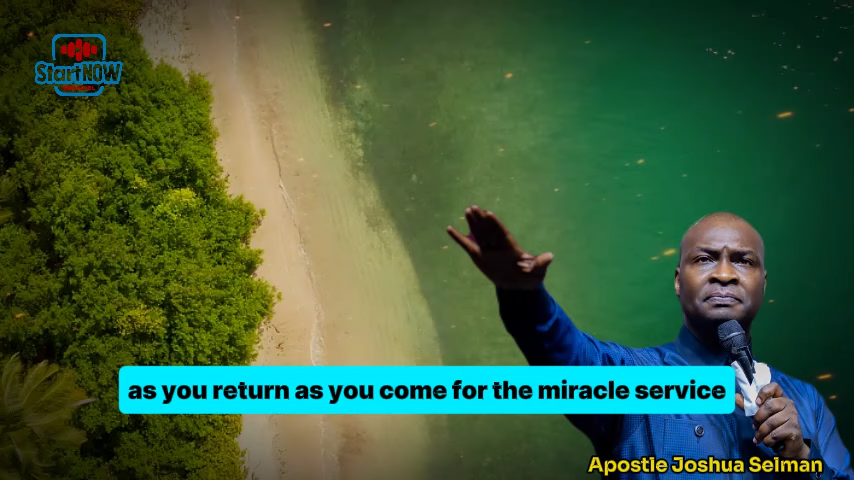 StartNOW
as you return as you come for the miracle service
Apostle Joshua Selman